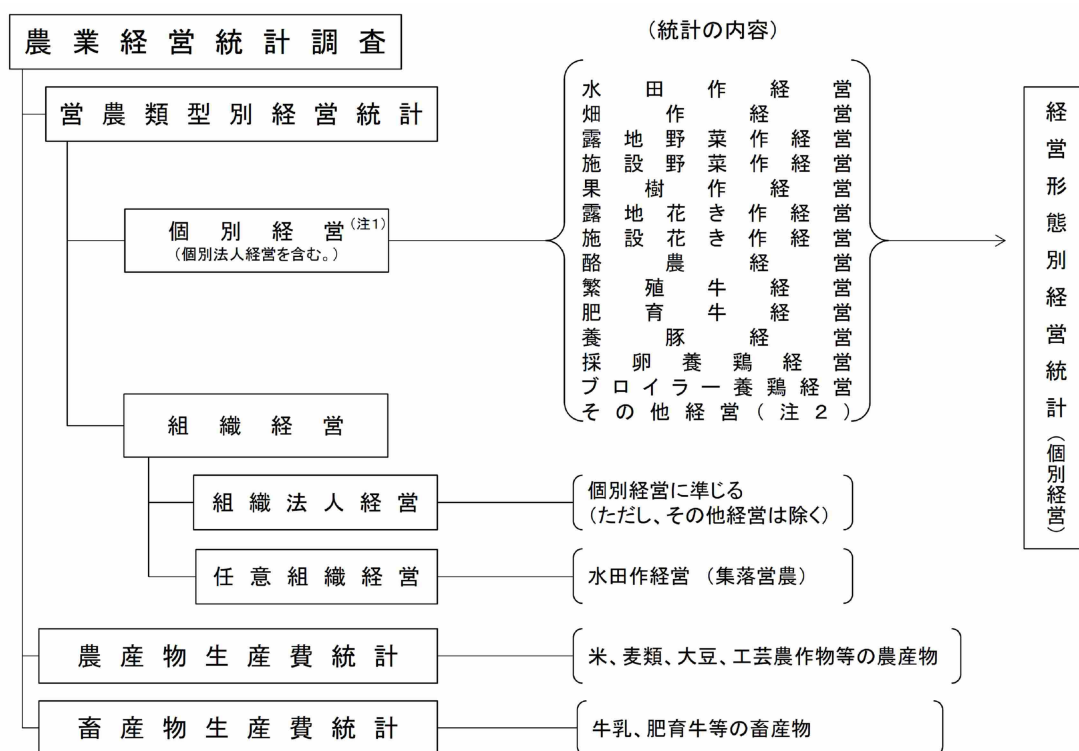 農業経営統計調査
(統計の内容)
営農類型別経営統計
水田作経営
畑作経営
露地野菜作経営
施設野菜作経営
果樹作経営
露地花き作経営
施設花き作経営
酪農経営
繁殖牛経営
肥育牛経営
養豚経営
採卵養鶏経営
ブロイラー養鶏経営
その他経営(注2)
個別経営(注1)
(個別法人経営を含む。)
経営形態別経営統計(個別経営)
組織経営
組織法人経営
個別経営に準じる
(ただし、その他経営は除く)
任意組織経営
水田作経営 (集落営農)
農産物生産費統計
米、麦類、大豆、工芸農作物等の農産物
畜産物生産費統計
牛乳、肥育牛等の畜産物